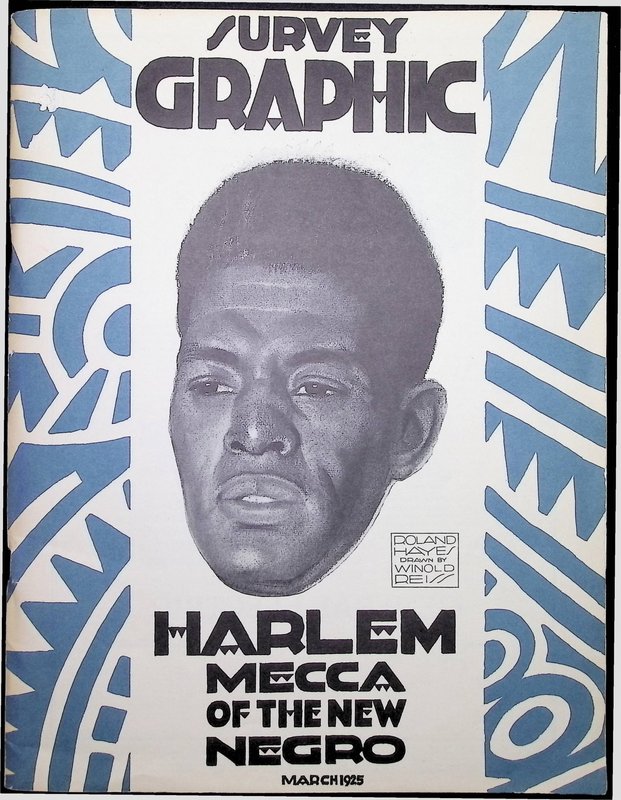 SURVEY
GRAPHIC
ROLAND
HAYES
DRAWN BY
WINOLD
REISS
HARLEM
MECCA
OF THE NEW
NEGRO
MARCH 1925